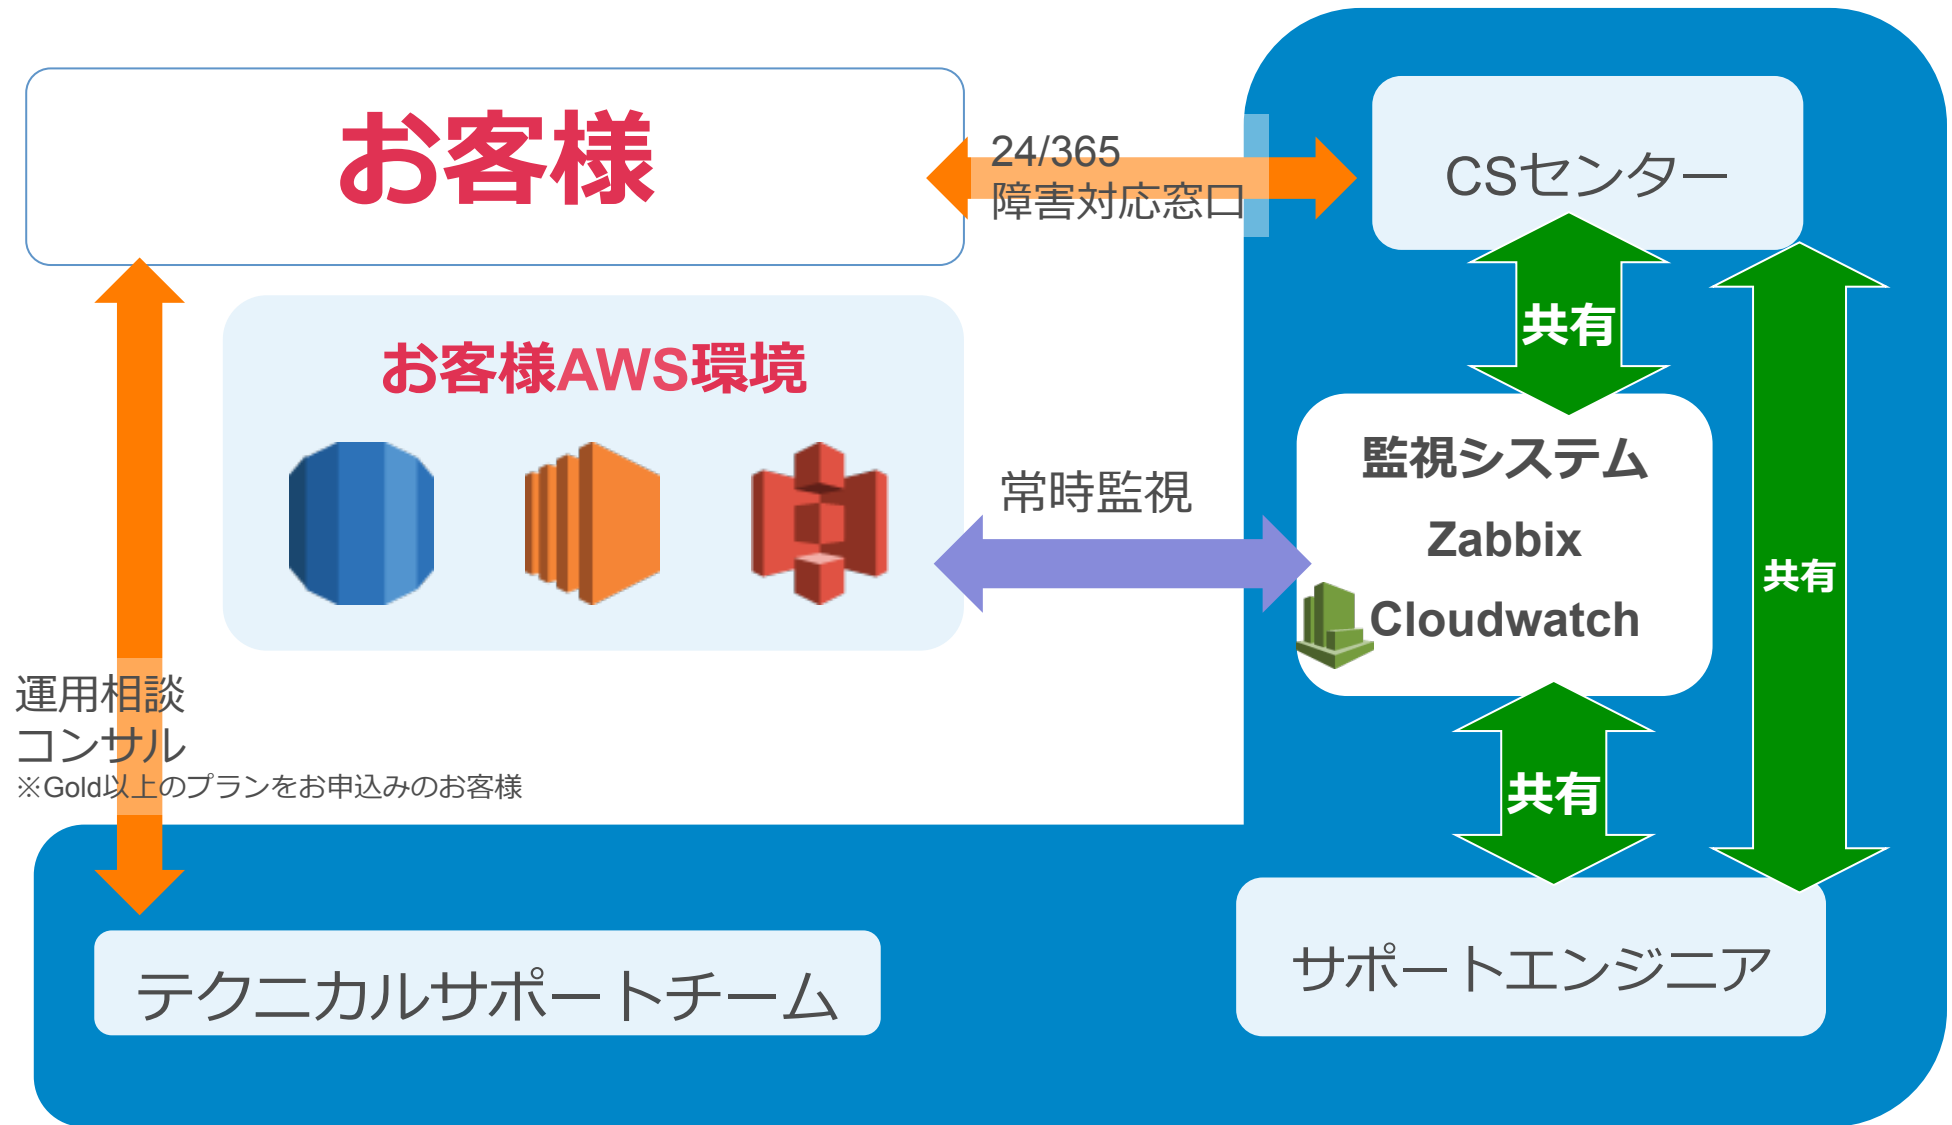 お客様
24/365
障害対応窓口
CSセンター
共有
お客様AWS環境
常時監視
監視システム
Zabbix
Cloudwatch
共有
運用相談
コンサル
※Gold以上のプランをお申込みのお客様
共有
テクニカルサポートチーム
サポートエンジニア